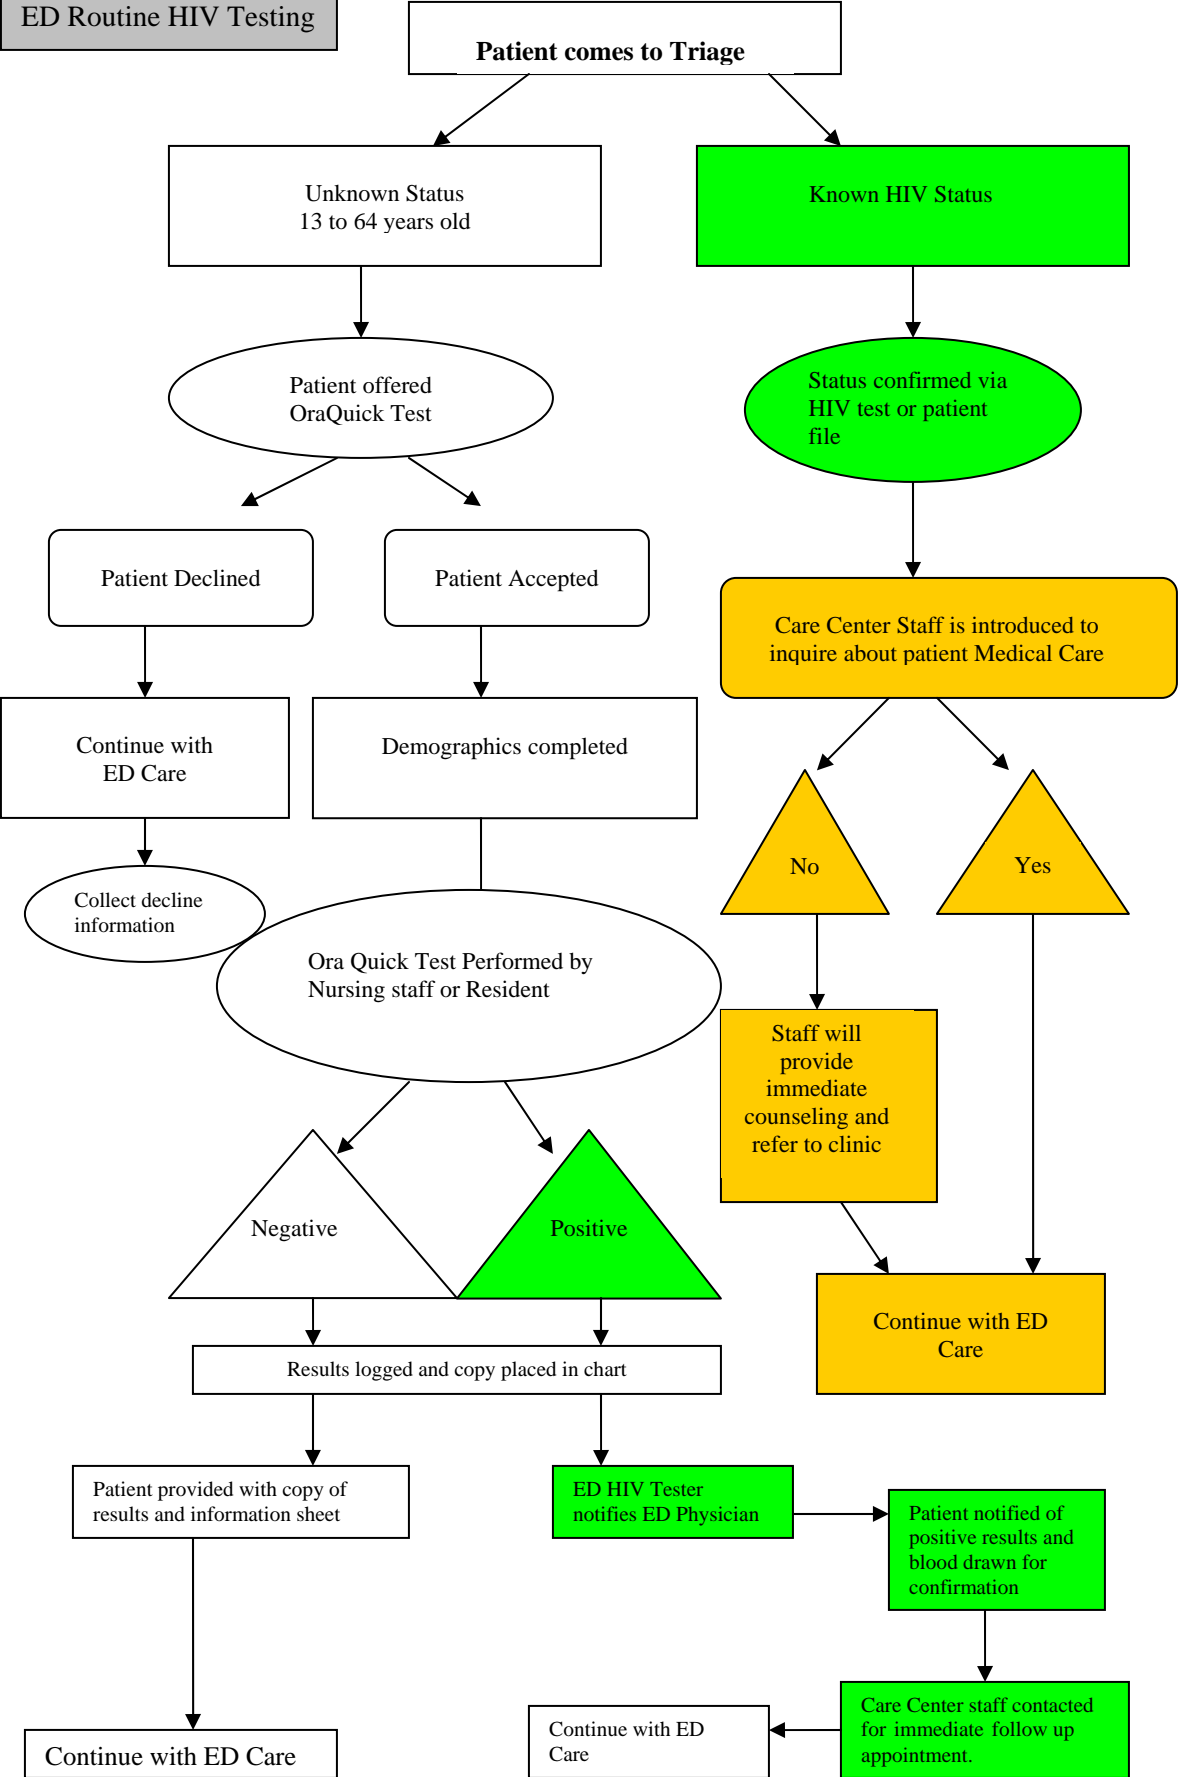 ED Routine HIV Testing
Patient comes to Triage
Unknown Status
13 to 64 years old
Known HIV Status
Patient offered
OraQuick Test
Status confirmed via
HIV test or patient
file
Patient Declined
Patient Accepted
Care Center Staff is introduced to
inquire about patient Medical Care
Continue with
ED Care
Demographics completed
No
Yes
Collect decline
information
Ora Quick Test Performed by
Nursing staff or Resident
Staff will
provide
immediate
counseling and
refer to clinic
Negative
Positive
Continue with ED
Care
Results logged and copy placed in chart
Patient provided with copy of
results and information sheet
ED HIV Tester
notifies ED Physician
Patient notified of
positive results and
blood drawn for
confirmation
Care Center staff contacted
for immediate follow up
appointment.
Continue with ED
Care
Continue with ED Care